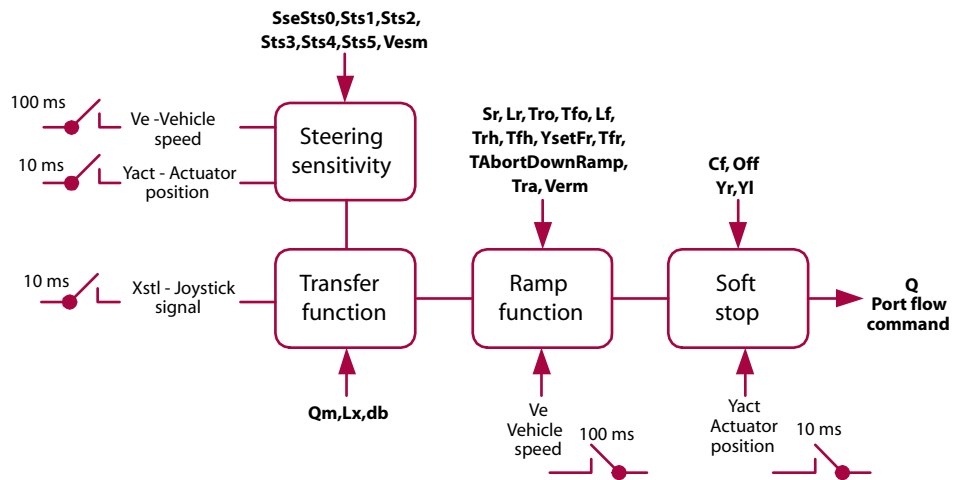 SseSts0,Sts1,Sts2,
Sts3,Sts4,Sts5, Vesm
100 ms
Ve -Vehicle
speed
10 ms
Yact - Actuator
position
Steering
sensitivity
Sr, Lr, Tro, Tfo, Lf,
Trh, Tfh, YsetFr, Tfr,
TAbortDownRamp,
Tra, Verm
Cf, Off
Yr, Yl
10 ms
Xstl - Joystick
signal
Transfer
function
Ramp
function
Soft
stop
Q
Port flow
command
Qm,Lx,db
Ve
Vehicle
speed
100 ms
Yact
Actuator
position
10 ms